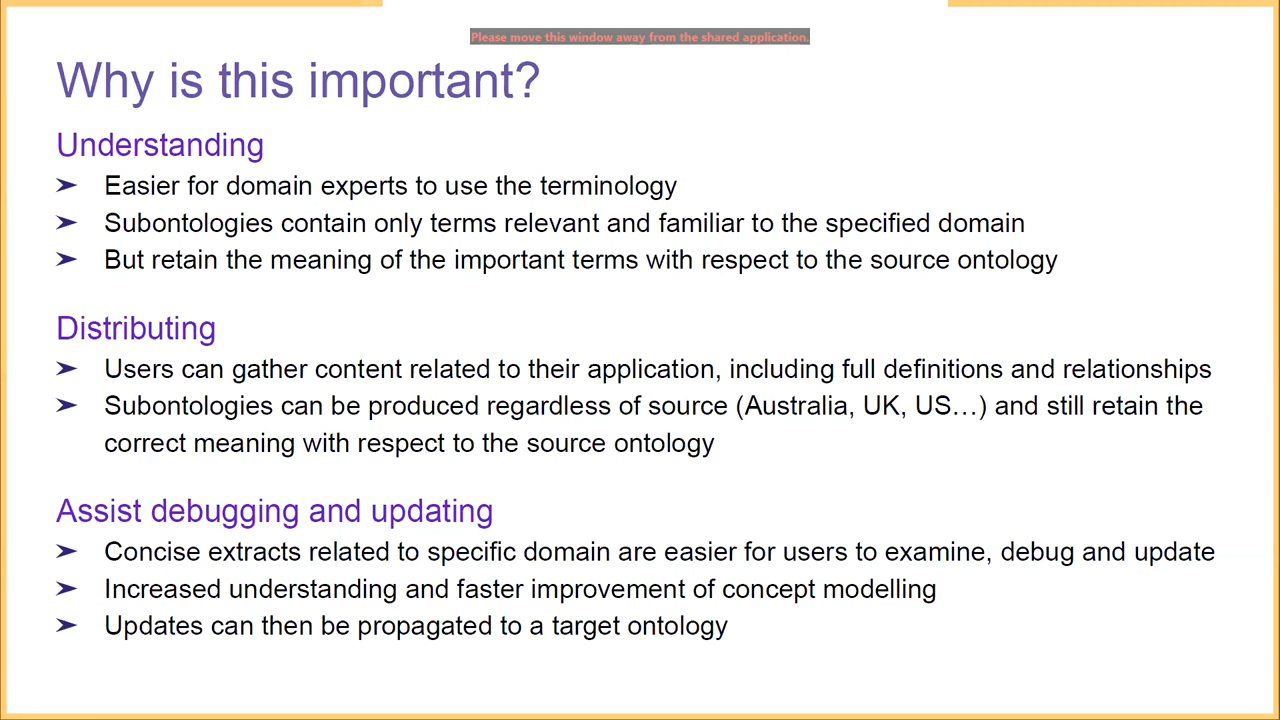 Please move this window away from the shared application.
Why is this important?
Understanding
➢ Easier for domain experts to use the terminology
➢ Subontologies contain only terms relevant and familiar to the specified domain
➢ But retain the meaning of the important terms with respect to the source ontology
Distributing
➢ Users can gather content related to their application, including full definitions and relationships
➢ Subontologies can be produced regardless of source (Australia, UK, US…) and still retain the
correct meaning with respect to the source ontology
Assist debugging and updating
➢ Concise extracts related to specific domain are easier for users to examine, debug and update
➢ Increased understanding and faster improvement of concept modelling
➢ Updates can then be propagated to a target ontology